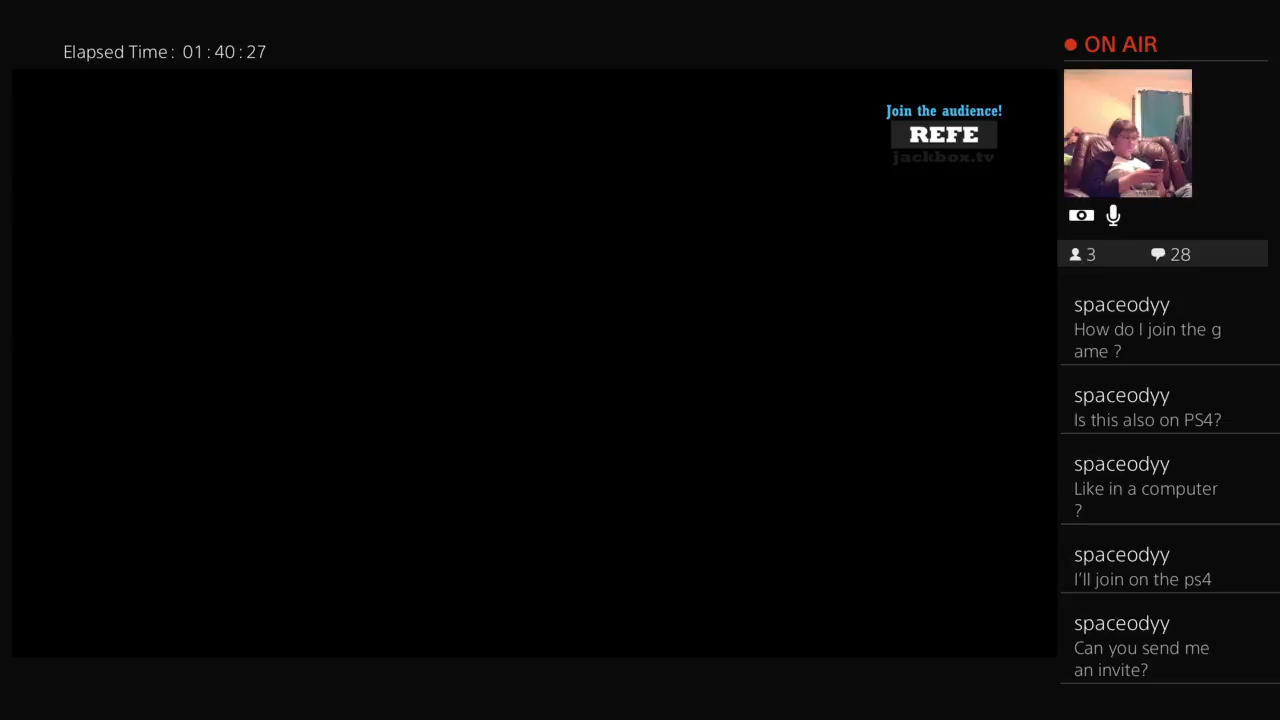 Elapsed Time: 01:40:27
ON AIR
Join the audience!
REFE
jackbox.tv
3 28
spaceodyy
How do I join the g
ame ?
spaceodyy
Is this also on PS4?
spaceodyy
Like in a computer
?
spaceodyy
I'll join on the ps4
spaceodyy
Can you send me
an invite?